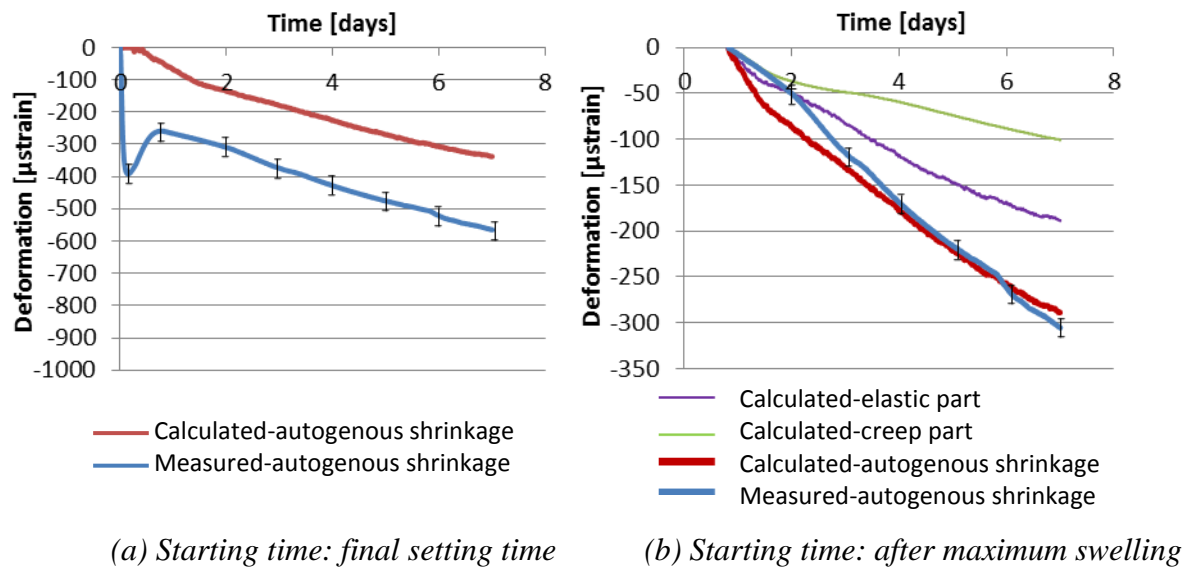 Time [days]
0
-100
-200
-300
-400
-500
-600
-700
-800
-900
-1000
0
2
4
6
8
Deformation [µstrain]
Calculated-autogenous shrinkage
Measured-autogenous shrinkage
(a) Starting time: final setting time
Time [days]
0
-50
-100
-150
-200
-250
-300
-350
0
2
4
6
8
Deformation [µstrain]
Calculated-elastic part
Calculated-creep part
Calculated-autogenous shrinkage
Measured-autogenous shrinkage
(b) Starting time: after maximum swelling